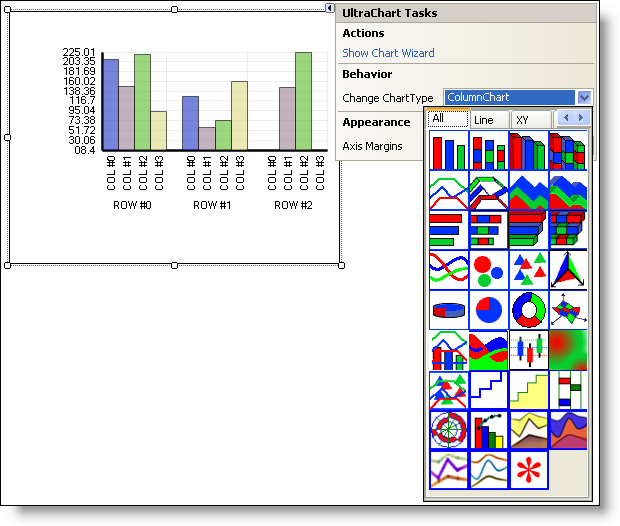 UltraChart Tasks
Actions
Show Chart Wizard
Behavior
Change ChartType ColumnChart
All Line XY
Appearance
Axis Margins
225.01
203.35
181.69
160.02
138.36
116.7
95.04
73.38
51.72
30.06
08.4
COL #0 COL #1 COL #2 COL #3 COL #0 COL #1 COL #2 COL #3 COL #0 COL #1 COL #2 COL #3
ROW #0 ROW #1 ROW #2